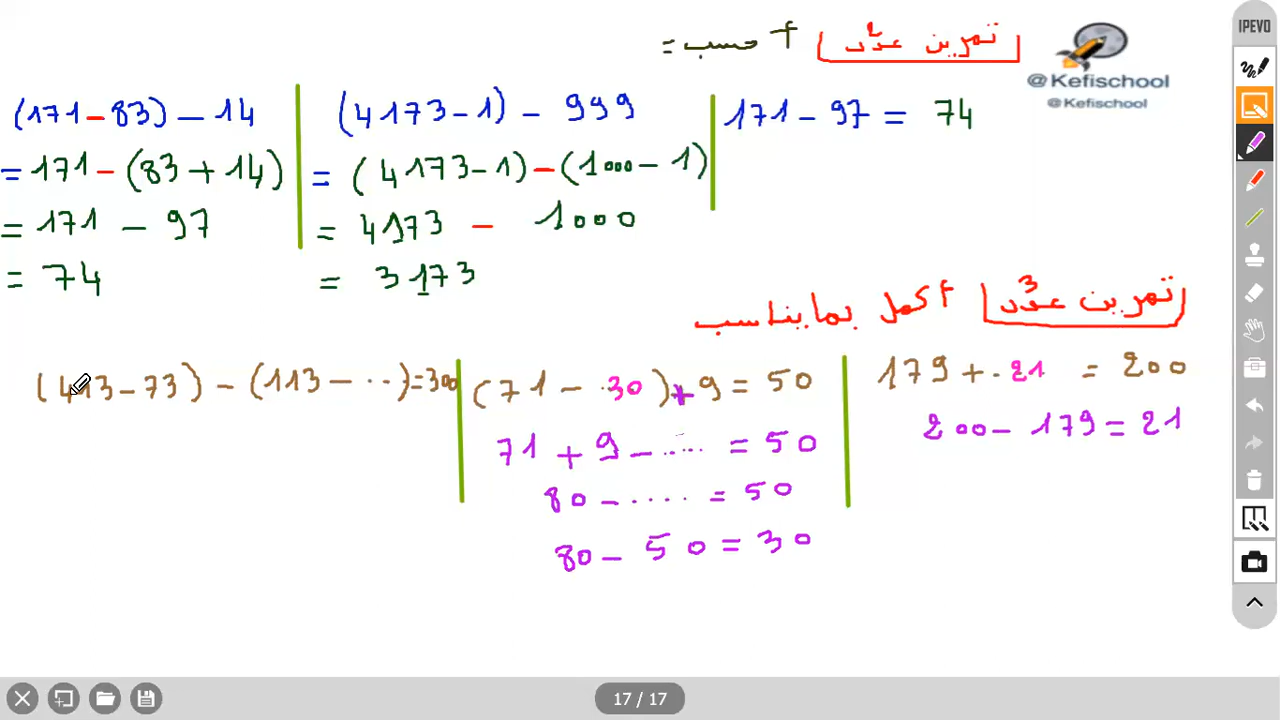 تمرين عدد 2 أحسب =
IPEVO
@Kefischool
@Kefischool
171 - 97 = 74
(4173-1) - 999
= (4173-1) - (1000 - 1)
= 4173 - 1000
= 3173
(171 - 83) - 14
= 171 - (83 + 14)
= 171 - 97
= 74
تمرين عدد 3 أكمل بما يناسب
179 + . 21 = 200
200 - 179 = 21
(71 - 30) + 9 = 50
71 + 9 - ..... = 50
80 - ..... = 50
80 - 50 = 30
(413 - 73) - (113 - ...) = 300
17 / 17